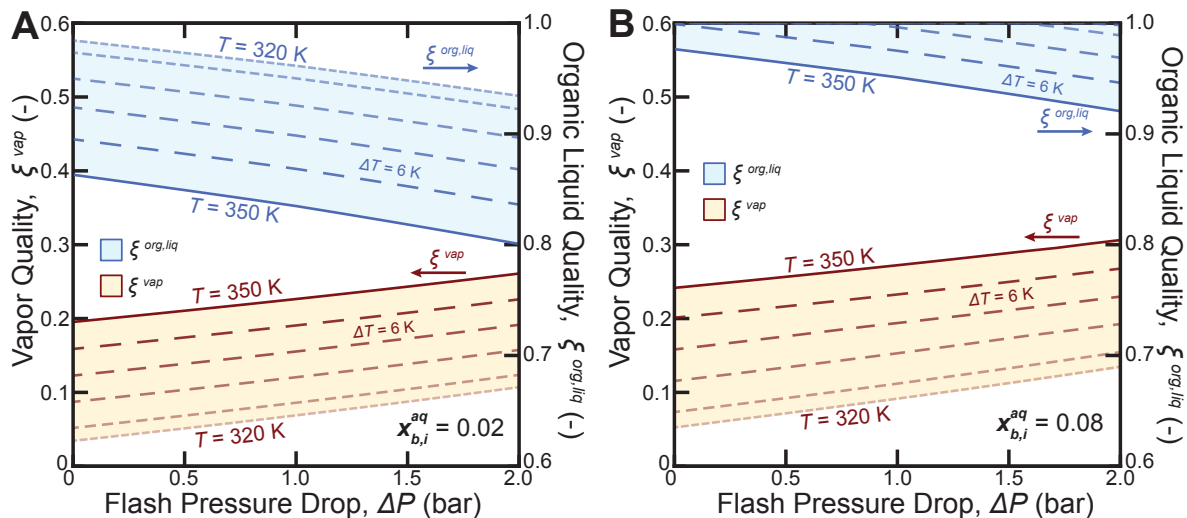 A
0.6
0.5
0.4
0.3
0.2
0.1
0
Vapor Quality, ξ^vap (-)
T = 320 K
ξ^org,liq
ΔT = 6 K
T = 350 K
ξ^org,liq
ξ^vap
ξ^vap
T = 350 K
ΔT = 6 K
T = 320 K
x^aq_b,i = 0.02
1.0
0.9
0.8
0.7
0.6
Organic Liquid Quality, ξ^org,liq (-)
0 0.5 1.0 1.5 2.0
Flash Pressure Drop, ΔP (bar)
B
0.6
0.5
0.4
0.3
0.2
0.1
0
Vapor Quality, ξ^vap (-)
T = 350 K
ΔT = 6 K
ξ^org,liq
ξ^org,liq
ξ^vap
ξ^vap
T = 350 K
ΔT = 6 K
T = 320 K
x^aq_b,i = 0.08
1.0
0.9
0.8
0.7
0.6
Organic Liquid Quality, ξ^org,liq (-)
0 0.5 1.0 1.5 2.0
Flash Pressure Drop, ΔP (bar)